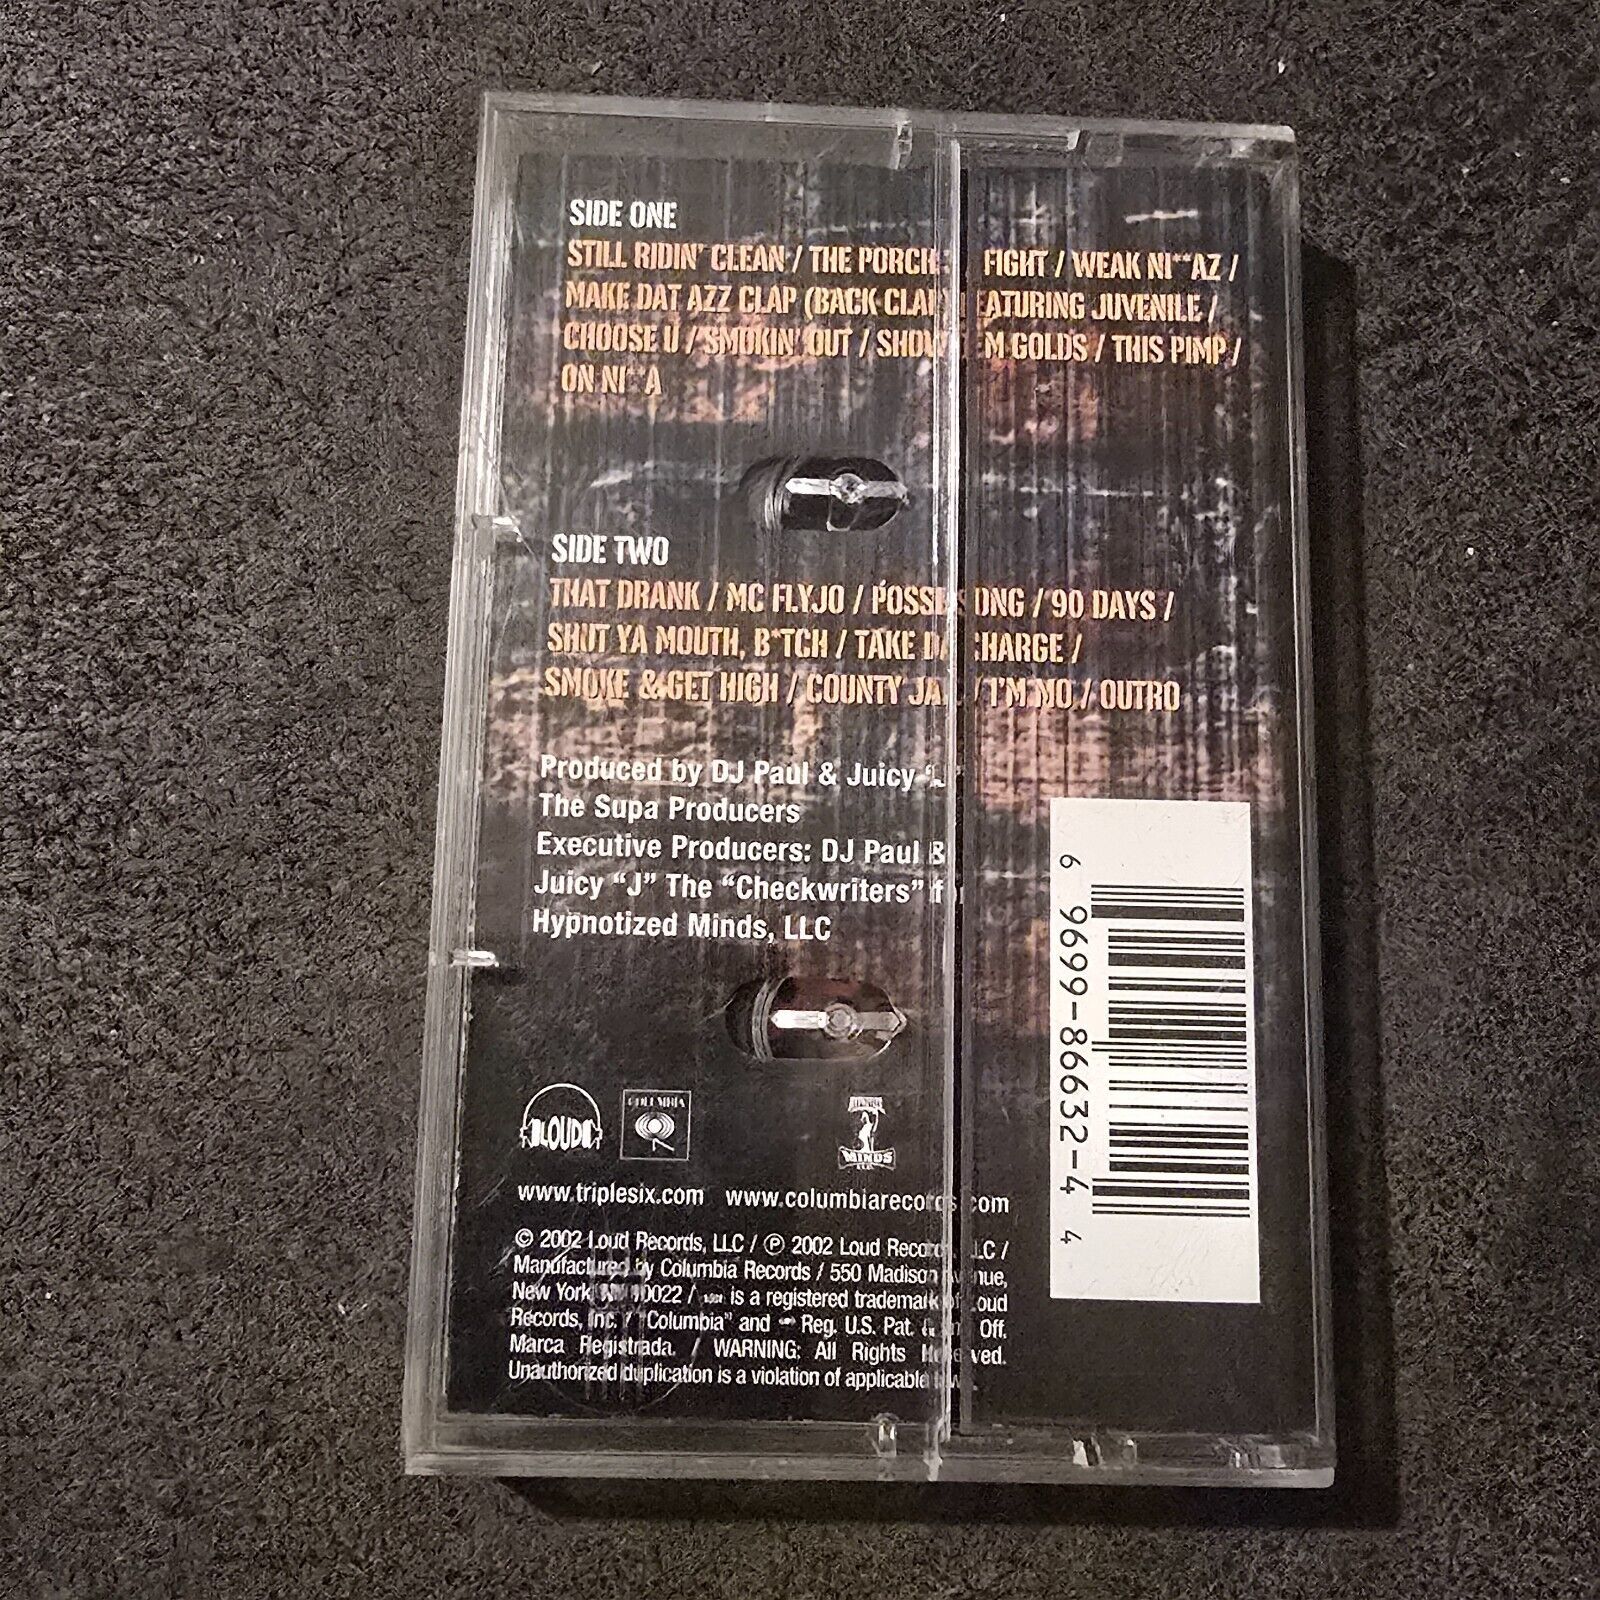 SIDE ONE
STILL RIDIN' CLEAN / THE PORCH: FIGHT / WEAK NI**AZ /
MAKE DAT AZZ CLAP (BACK CLAP) FEATURING JUVENILE /
CHOOSE U / SMOKIN' OUT / SHOW EM GOLDS / THIS PIMP /
ON NI**A
SIDE TWO
THAT DRANK / MC FLYJO / POSSE SONG / 90 DAYS /
SHUT YA MOUTH, B*TCH / TAKE DA CHARGE /
SMOKE & GET HIGH / COUNTY JAIL / I'M MO / OUTRO
Produced by DJ Paul & Juicy "J"
The Supa Producers
Executive Producers: DJ Paul &
Juicy "J" The "Checkwriters" for
Hypnotized Minds, LLC
LOUD
COLUMBIA
MINDS
www.triplesix.com www.columbiarecords.com
© 2002 Loud Records, LLC / ℗ 2002 Loud Records, LLC /
Manufactured by Columbia Records / 550 Madison Avenue,
New York, NY 10022 / is a registered trademark of Loud
Records, Inc. / "Columbia" and Reg. U.S. Pat. & Tm. Off.
Marca Registrada. / WARNING: All Rights Reserved.
Unauthorized duplication is a violation of applicable laws.
6 9699-86632-4 4